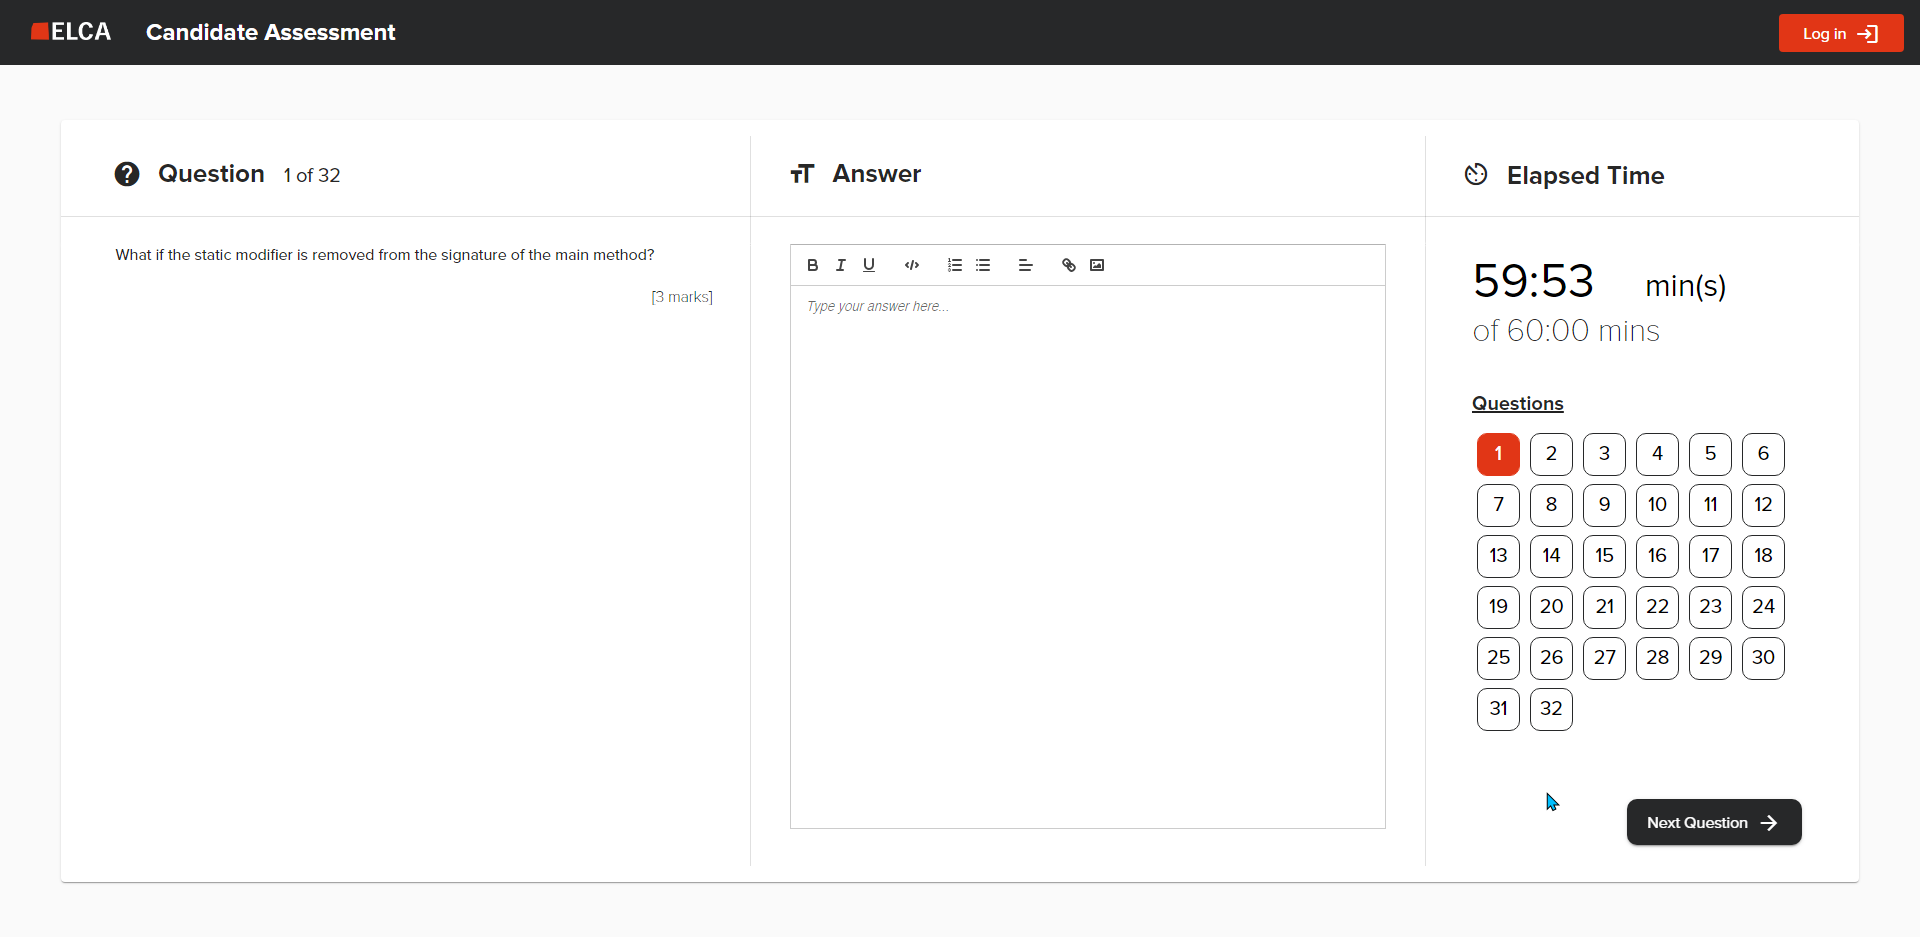 ELCA Candidate Assessment Log in
Question 1 of 32
What if the static modifier is removed from the signature of the main method?
[3 marks]
Answer
B I U
Type your answer here...
Elapsed Time
59:53 min(s)
of 60:00 mins
Questions
1 2 3 4 5 6
7 8 9 10 11 12
13 14 15 16 17 18
19 20 21 22 23 24
25 26 27 28 29 30
31 32
Next Question